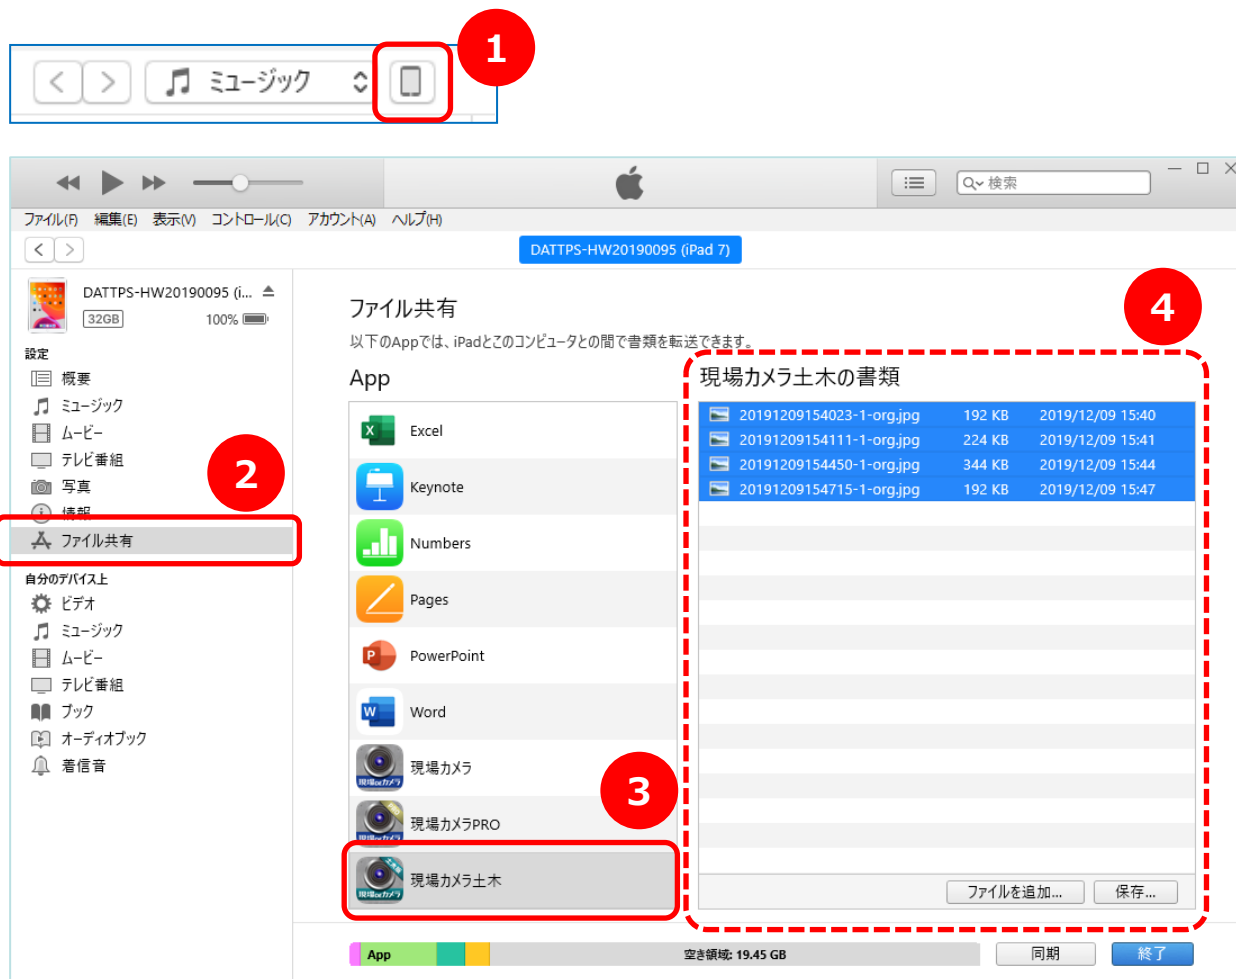 1
ミュージック
検索
ファイル(F) 編集(E) 表示(V) コントロール(C) アカウント(A) ヘルプ(H)
DATTPS-HW20190095 (iPad 7)
DATTPS-HW20190095 (i...
32GB 100%
設定
概要
ミュージック
ムービー
テレビ番組
写真
情報
ファイル共有
2
自分のデバイス上
ビデオ
ミュージック
ムービー
テレビ番組
ブック
オーディオブック
着信音
ファイル共有
以下のAppでは、iPadとこのコンピュータとの間で書類を転送できます。
App
Excel
Keynote
Numbers
Pages
PowerPoint
Word
現場カメラ
現場カメラPRO
現場カメラ土木
3
4
現場カメラ土木の書類
20191209154023-1-org.jpg 192 KB 2019/12/09 15:40
20191209154111-1-org.jpg 224 KB 2019/12/09 15:41
20191209154450-1-org.jpg 344 KB 2019/12/09 15:44
20191209154715-1-org.jpg 192 KB 2019/12/09 15:47
ファイルを追加... 保存...
App 空き領域: 19.45 GB 同期 終了